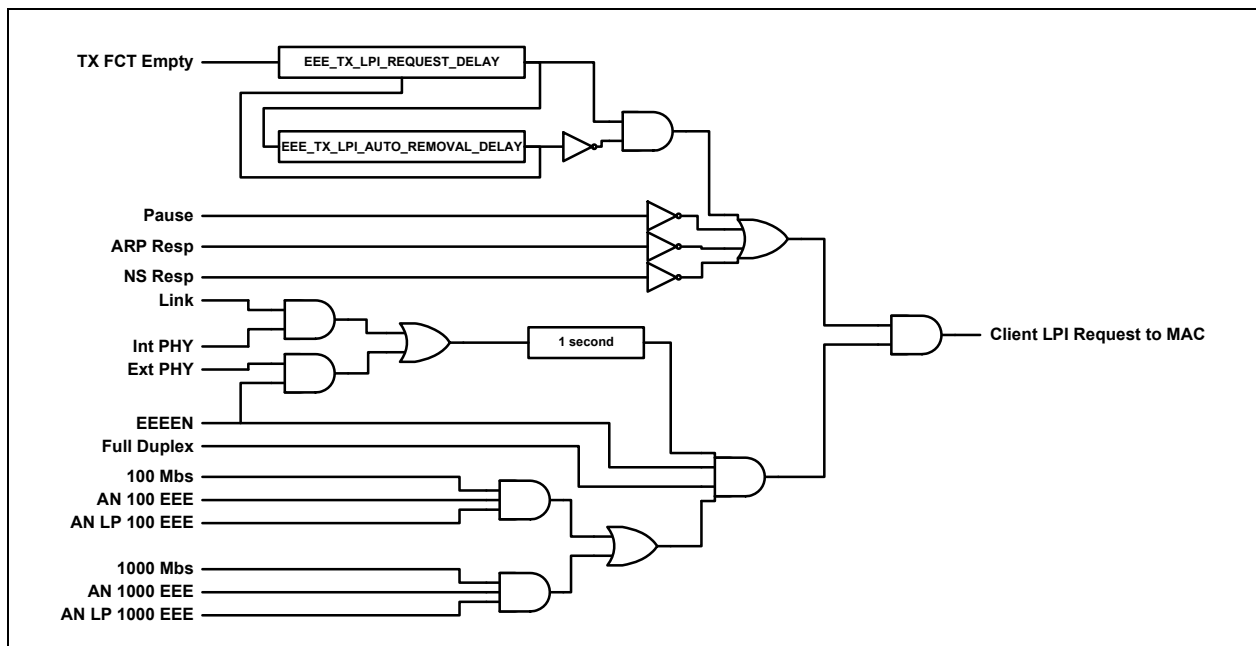 TX FCT Empty
EEE_TX_LPI_REQUEST_DELAY
EEE_TX_LPI_AUTO_REMOVAL_DELAY
Pause
ARP Resp
NS Resp
Link
Int PHY
Ext PHY
1 second
Client LPI Request to MAC
EEEEN
Full Duplex
100 Mbs
AN 100 EEE
AN LP 100 EEE
1000 Mbs
AN 1000 EEE
AN LP 1000 EEE